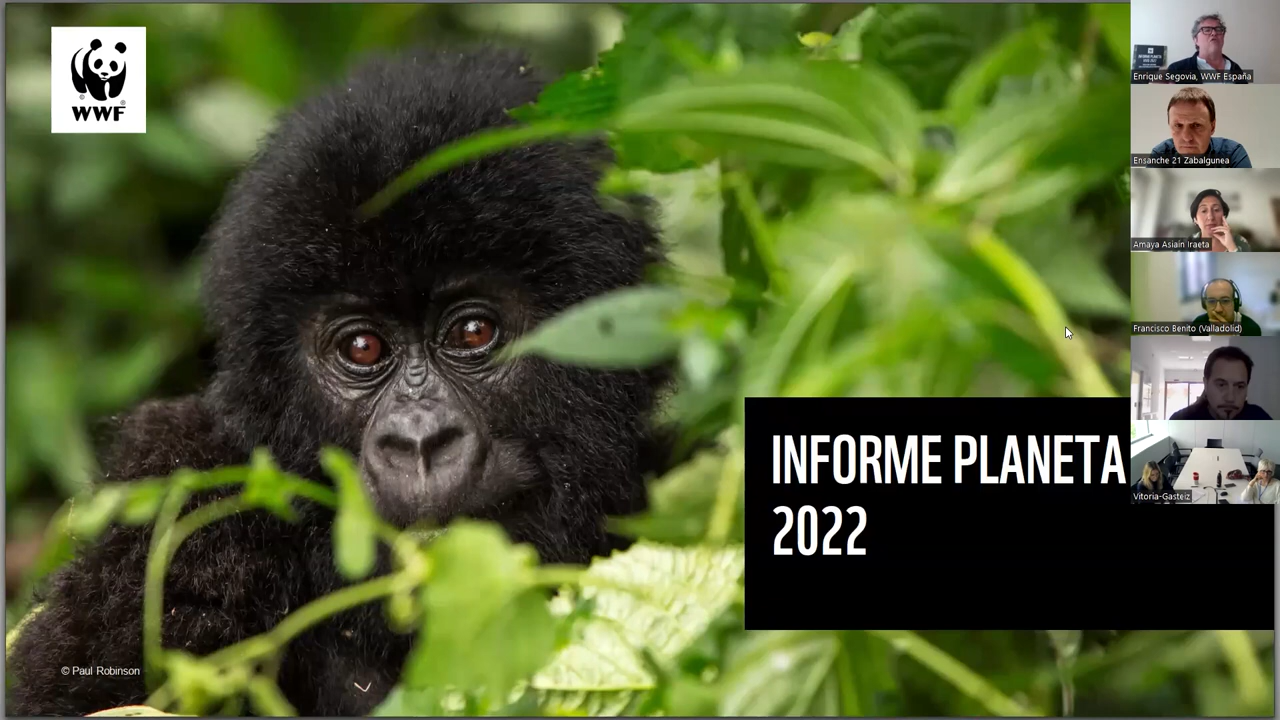 WWF
INFORME PLANETA
2022
© Paul Robinson
Enrique Segovia, WWF España
Ensanche 21 Zabalgunea
Amaya Asiain Iraeta
Francisco Benito (Valladolid)
Vitoria-Gasteiz